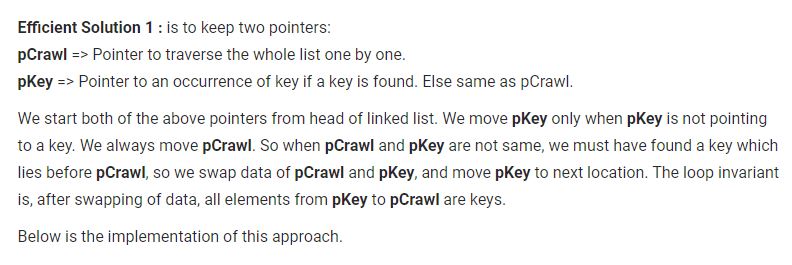 Efficient Solution 1 : is to keep two pointers:
pCrawl => Pointer to traverse the whole list one by one.
pKey => Pointer to an occurrence of key if a key is found. Else same as pCrawl.
We start both of the above pointers from head of linked list. We move pKey only when pKey is not pointing
to a key. We always move pCrawl. So when pCrawl and pKey are not same, we must have found a key which
lies before pCrawl, so we swap data of pCrawl and pKey, and move pKey to next location. The loop invariant
is, after swapping of data, all elements from pKey to pCrawl are keys.
Below is the implementation of this approach.